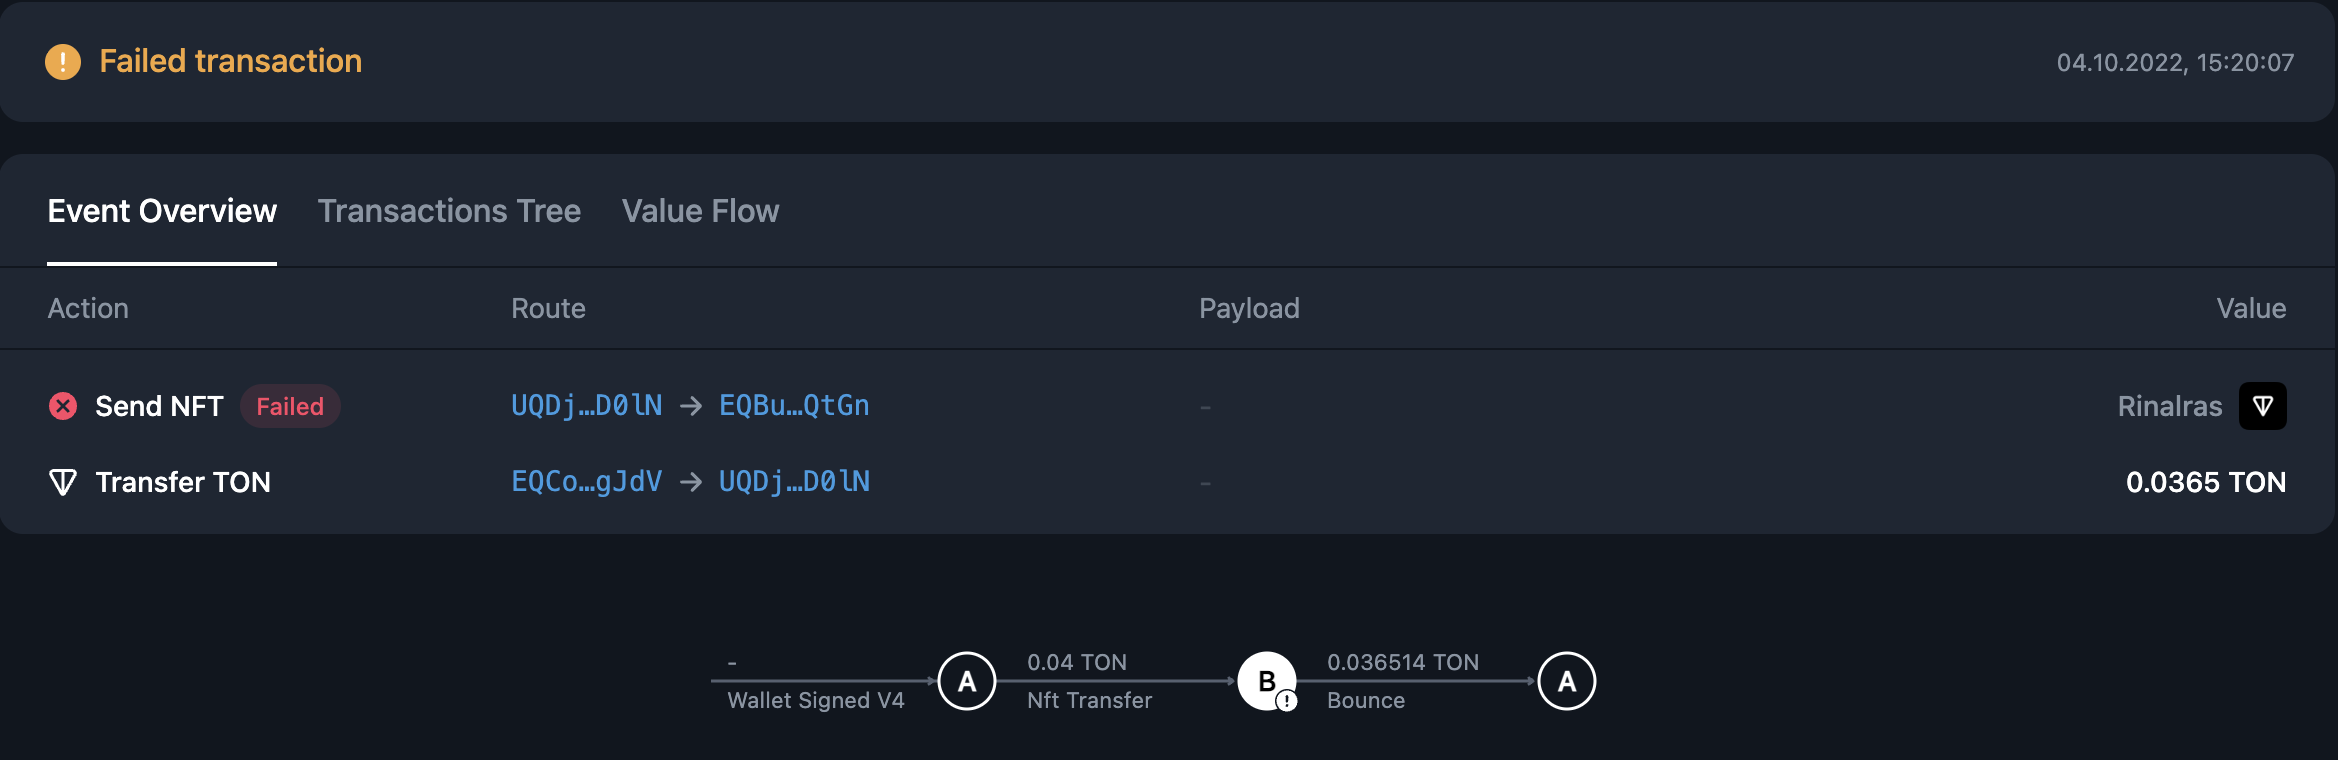 ! Failed transaction 04.10.2022, 15:20:07
Event Overview Transactions Tree Value Flow
Action Route Payload Value
Send NFT Failed UQDj…D0lN → EQBu…QtGn - Rinalras
Transfer TON EQCo…gJdV → UQDj…D0lN - 0.0365 TON
- 0.04 TON 0.036514 TON
A B ! A
Wallet Signed V4 Nft Transfer Bounce